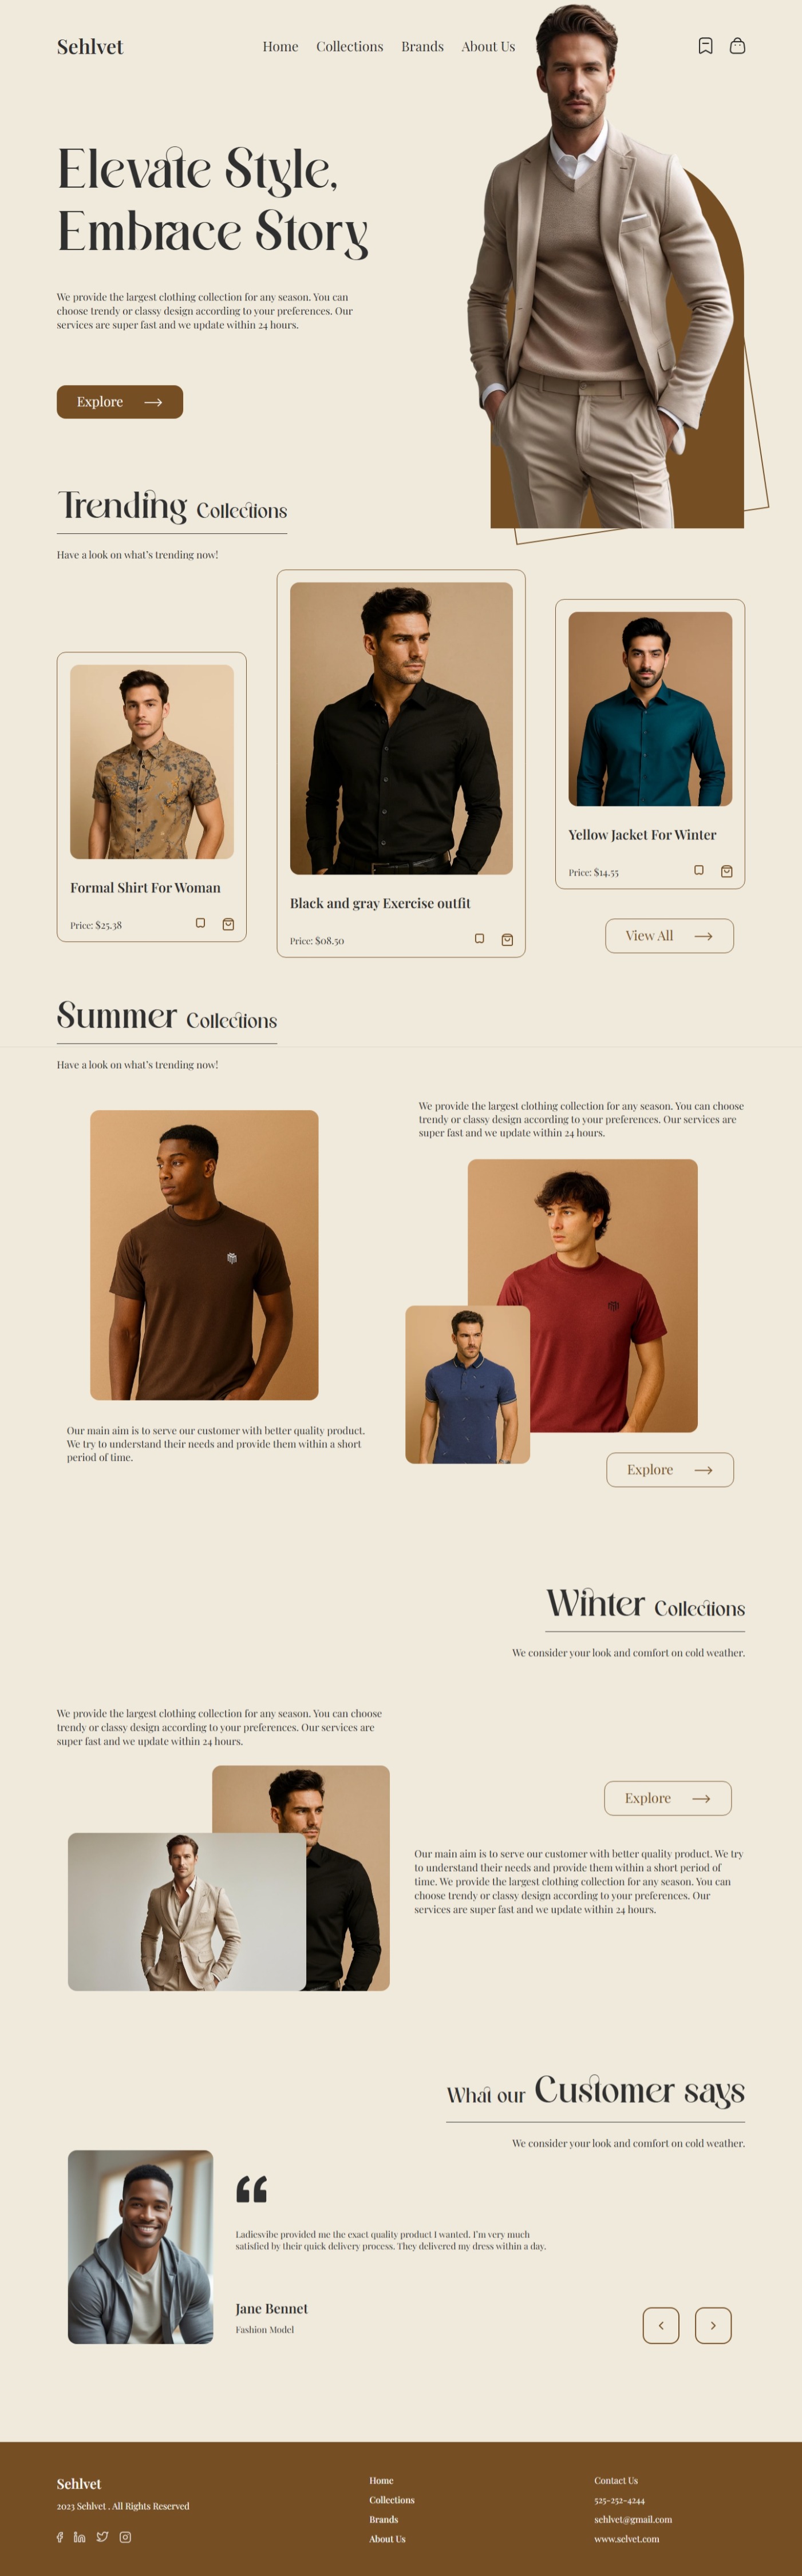 Sehlvet
Home Collections Brands About Us
Elevate Style,
Embrace Story
We provide the largest clothing collection for any season. You can
choose trendy or classy design according to your preferences. Our
services are super fast and we update within 24 hours.
Explore
Trending Collections
Have a look on what's trending now!
Formal Shirt For Woman
Price: $25.38
Black and gray Exercise outfit
Price: $08.50
Yellow Jacket For Winter
Price: $14.55
View All
Summer Collections
Have a look on what's trending now!
We provide the largest clothing collection for any season. You can choose
trendy or classy design according to your preferences. Our services are
super fast and we update within 24 hours.
Our main aim is to serve our customer with better quality product.
We try to understand their needs and provide them within a short
period of time.
Explore
Winter Collections
We consider your look and comfort on cold weather.
We provide the largest clothing collection for any season. You can choose
trendy or classy design according to your preferences. Our services are
super fast and we update within 24 hours.
Explore
Our main aim is to serve our customer with better quality product. We try
to understand their needs and provide them within a short period of
time. We provide the largest clothing collection for any season. You can
choose trendy or classy design according to your preferences. Our
services are super fast and we update within 24 hours.
What our Customer says
We consider your look and comfort on cold weather.
Ladiesvibe provided me the exact quality product I wanted. I'm very much
satisfied by their quick delivery process. They delivered my dress within a day.
Jane Bennet
Fashion Model
Sehlvet
2023 Sehlvet . All Rights Reserved
Home
Collections
Brands
About Us
Contact Us
525-252-4244
sehlvet@gmail.com
www.selvet.com